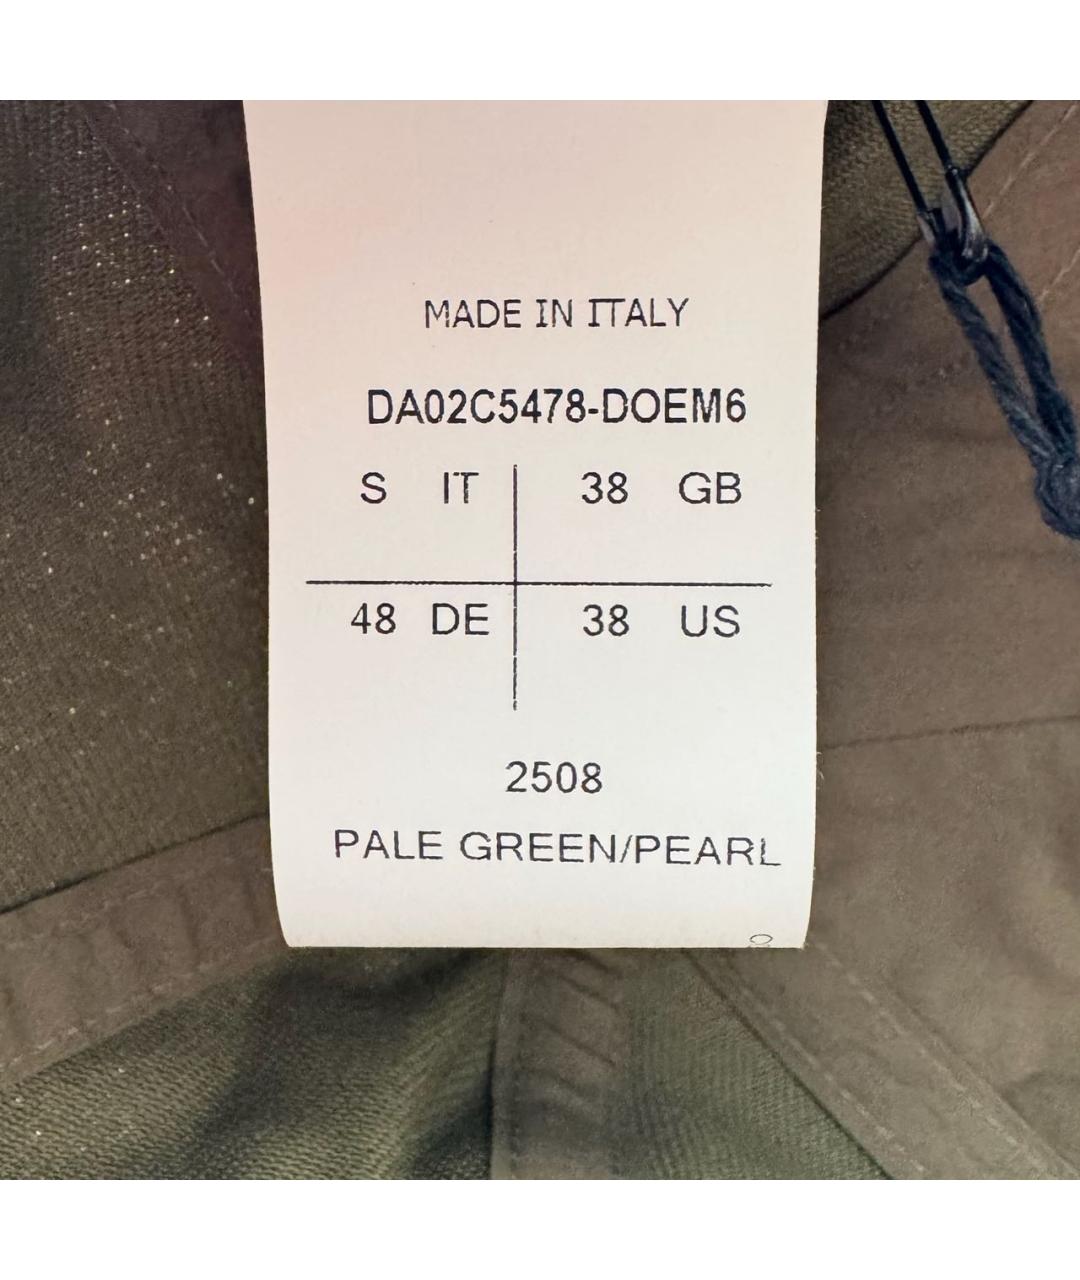 MADE IN ITALY
DA02C5478-DOEM6
S IT 38 GB
48 DE 38 US
2508
PALE GREEN/PEARL